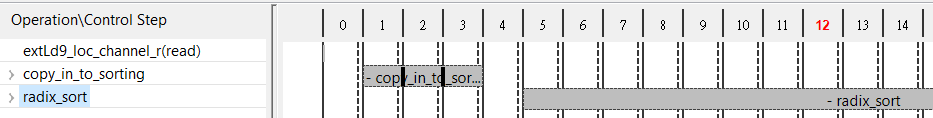 Operation\Control Step
0 1 2 3 4 5 6 7 8 9 10 11 12 13 14
extLd9_loc_channel_r(read)
> copy_in_to_sorting
- copy_in_to_sor...
> radix_sort
- radix_sort